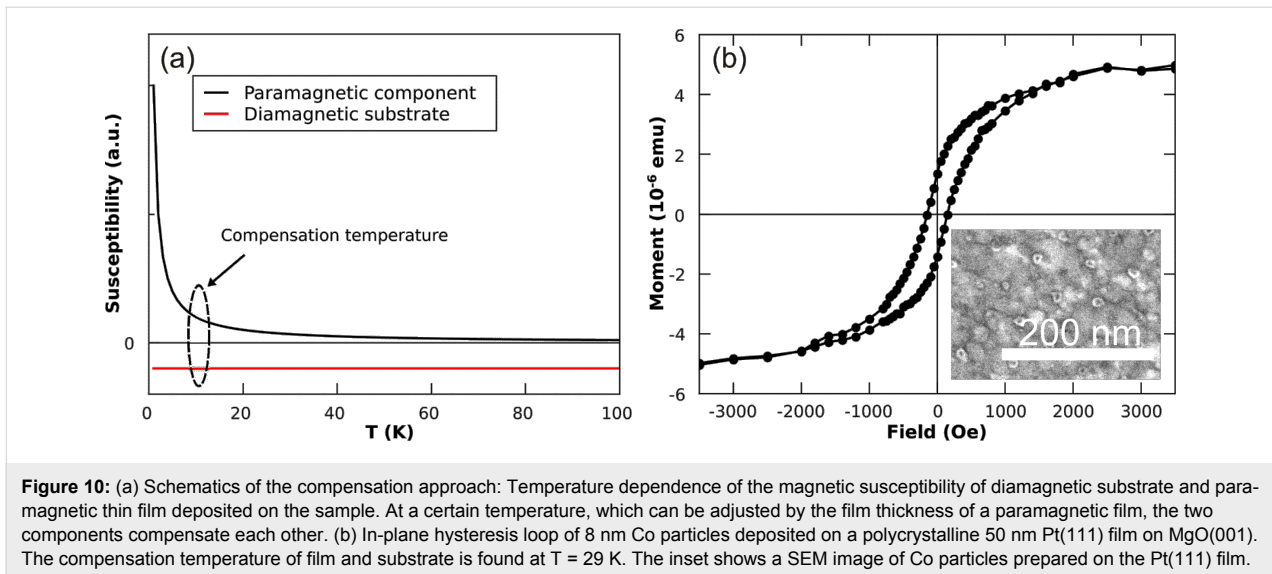 (a)
Paramagnetic component
Diamagnetic substrate
Compensation temperature
Susceptibility (a.u.)
0
0
20
40
60
80
100
T (K)
(b)
6
4
2
0
-2
-4
-6
Moment (10⁻⁶ emu)
200 nm
-3000
-2000
-1000
0
1000
2000
3000
Field (Oe)
Figure 10: (a) Schematics of the compensation approach: Temperature dependence of the magnetic susceptibility of diamagnetic substrate and para-
magnetic thin film deposited on the sample. At a certain temperature, which can be adjusted by the film thickness of a paramagnetic film, the two
components compensate each other. (b) In-plane hysteresis loop of 8 nm Co particles deposited on a polycrystalline 50 nm Pt(111) film on MgO(001).
The compensation temperature of film and substrate is found at T = 29 K. The inset shows a SEM image of Co particles prepared on the Pt(111) film.